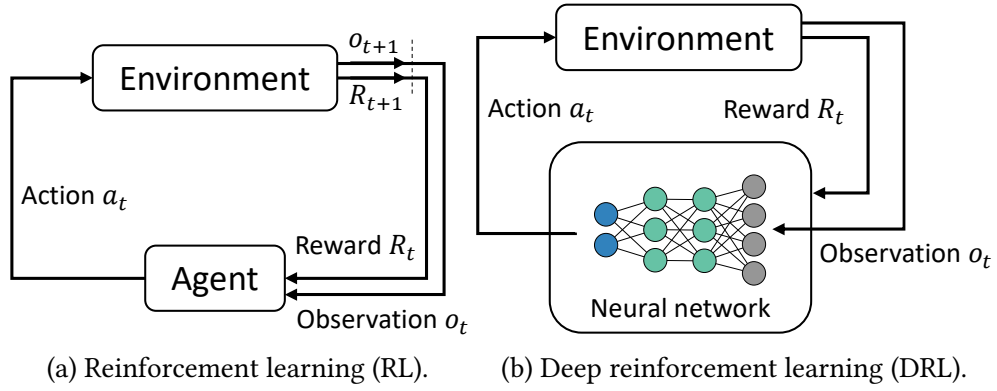 Environment
o_{t+1}
R_{t+1}
Action a_t
Reward R_t
Agent
Observation o_t
(a) Reinforcement learning (RL).
Environment
Action a_t
Reward R_t
Observation o_t
Neural network
(b) Deep reinforcement learning (DRL).